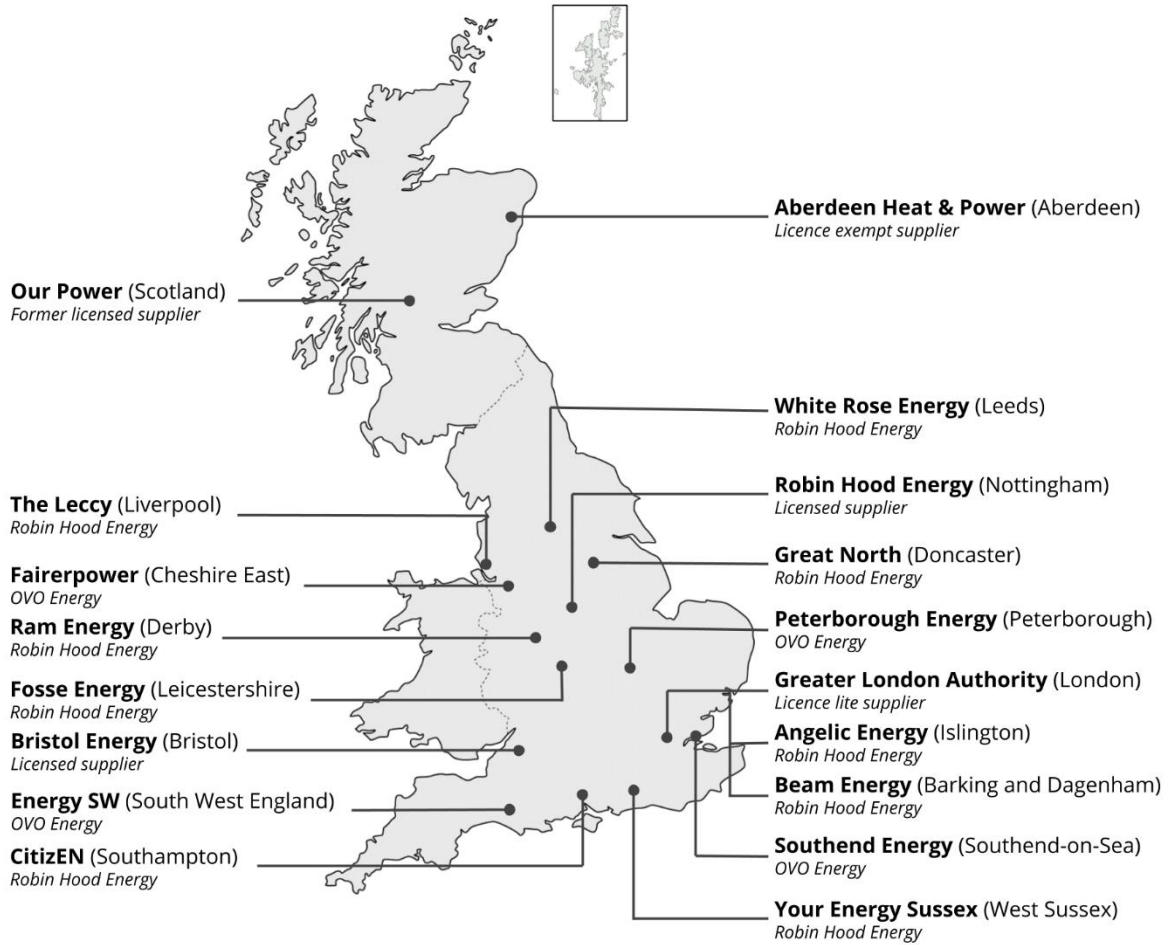 Our Power (Scotland)
Former licensed supplier
The Leccy (Liverpool)
Robin Hood Energy
Fairerpower (Cheshire East)
OVO Energy
Ram Energy (Derby)
Robin Hood Energy
Fosse Energy (Leicestershire)
Robin Hood Energy
Bristol Energy (Bristol)
Licensed supplier
Energy SW (South West England)
OVO Energy
CitizEN (Southampton)
Robin Hood Energy
Aberdeen Heat & Power (Aberdeen)
Licence exempt supplier
White Rose Energy (Leeds)
Robin Hood Energy
Robin Hood Energy (Nottingham)
Licensed supplier
Great North (Doncaster)
Robin Hood Energy
Peterborough Energy (Peterborough)
OVO Energy
Greater London Authority (London)
Licence lite supplier
Angelic Energy (Islington)
Robin Hood Energy
Beam Energy (Barking and Dagenham)
Robin Hood Energy
Southend Energy (Southend-on-Sea)
OVO Energy
Your Energy Sussex (West Sussex)
Robin Hood Energy